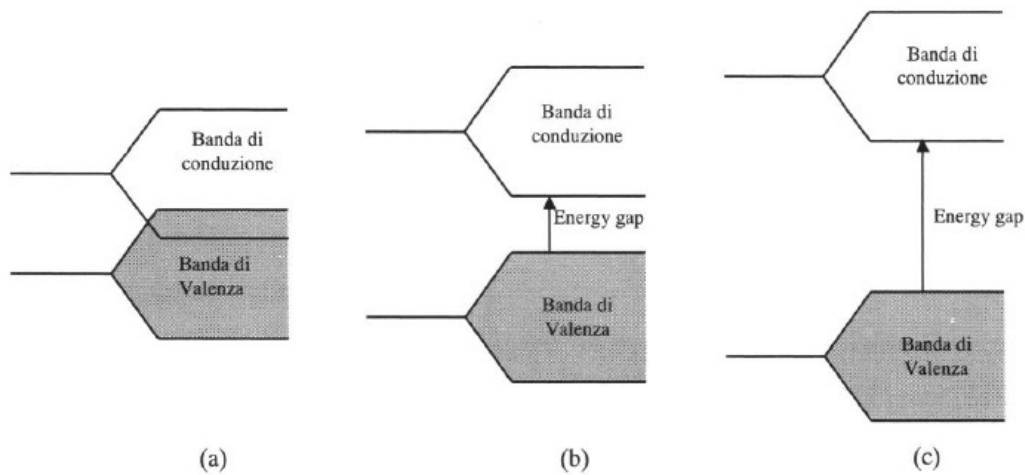 Banda di
conduzione
Banda di
Valenza
(a)
Banda di
conduzione
Energy gap
Banda di
Valenza
(b)
Banda di
conduzione
Energy gap
Banda di
Valenza
(c)